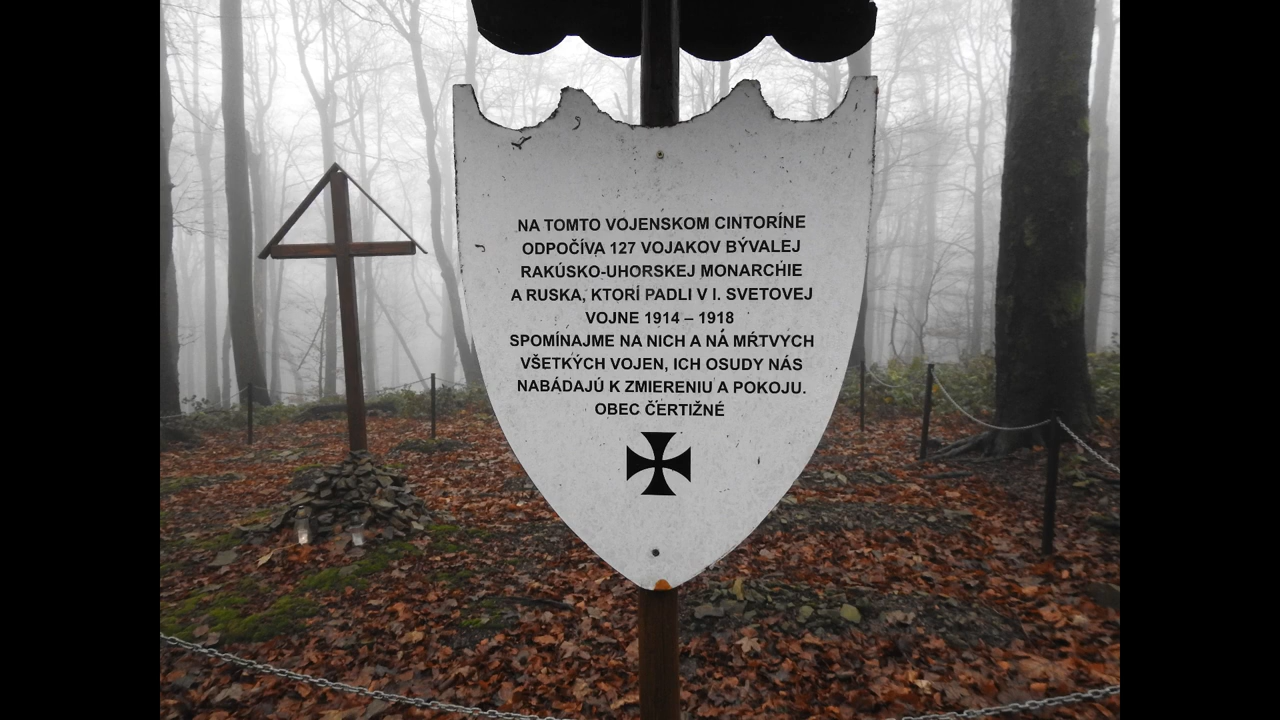 NA TOMTO VOJENSKOM CINTORÍNE
ODPOČÍVA 127 VOJAKOV BÝVALEJ
RAKÚSKO-UHORSKEJ MONARCHIE
A RUSKA, KTORÍ PADLI V I. SVETOVEJ
VOJNE 1914 – 1918
SPOMÍNAJME NA NICH A NA MŔTVYCH
VŠETKÝCH VOJEN, ICH OSUDY NÁS
NABÁDAJÚ K ZMIERENIU A POKOJU.
OBEC ČERTIŽNÉ